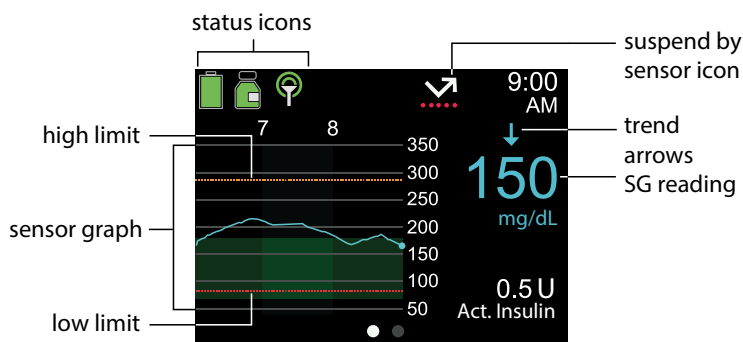 status icons
suspend by
sensor icon
9:00
AM
7 8
high limit
350
300
250
200
150
100
50
sensor graph
low limit
trend
arrows
SG reading
150
mg/dL
0.5 U
Act. Insulin